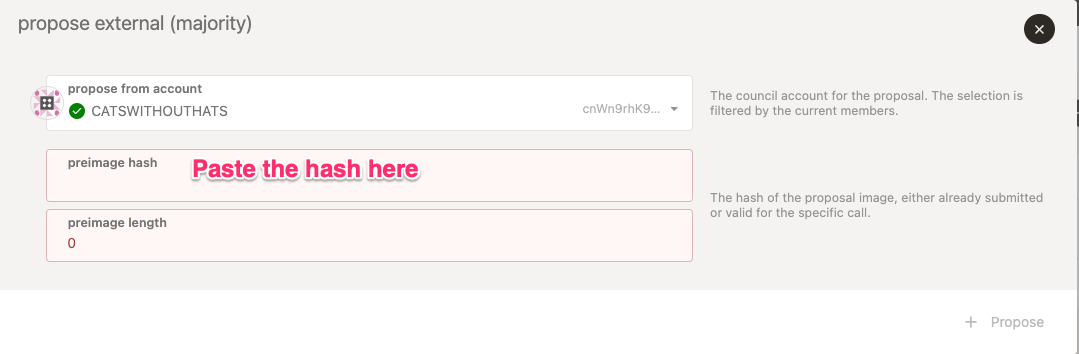 propose external (majority)
propose from account
CATSWITHOUTHATS
cnWn9rhK9...
The council account for the proposal. The selection is
filtered by the current members.
preimage hash
Paste the hash here
preimage length
0
The hash of the proposal image, either already submitted
or valid for the specific call.
+ Propose